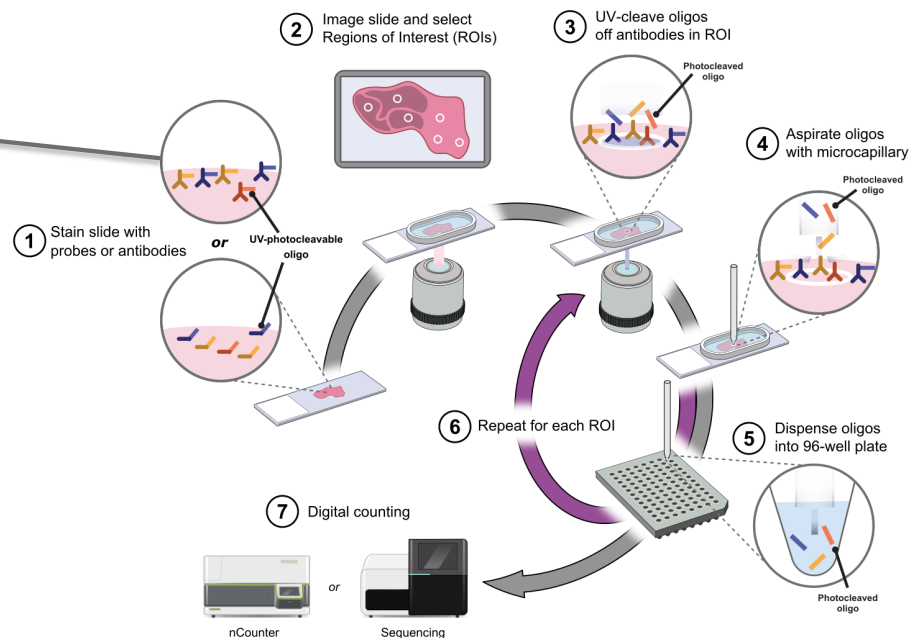 1
Stain slide with
probes or antibodies
or
UV-photocleavable
oligo
2
Image slide and select
Regions of Interest (ROIs)
3
UV-cleave oligos
off antibodies in ROI
Photocleaved
oligo
4
Aspirate oligos
with microcapillary
Photocleaved
oligo
5
Dispense oligos
into 96-well plate
Photocleaved
oligo
6
Repeat for each ROI
7
Digital counting
or
nCounter
Sequencing